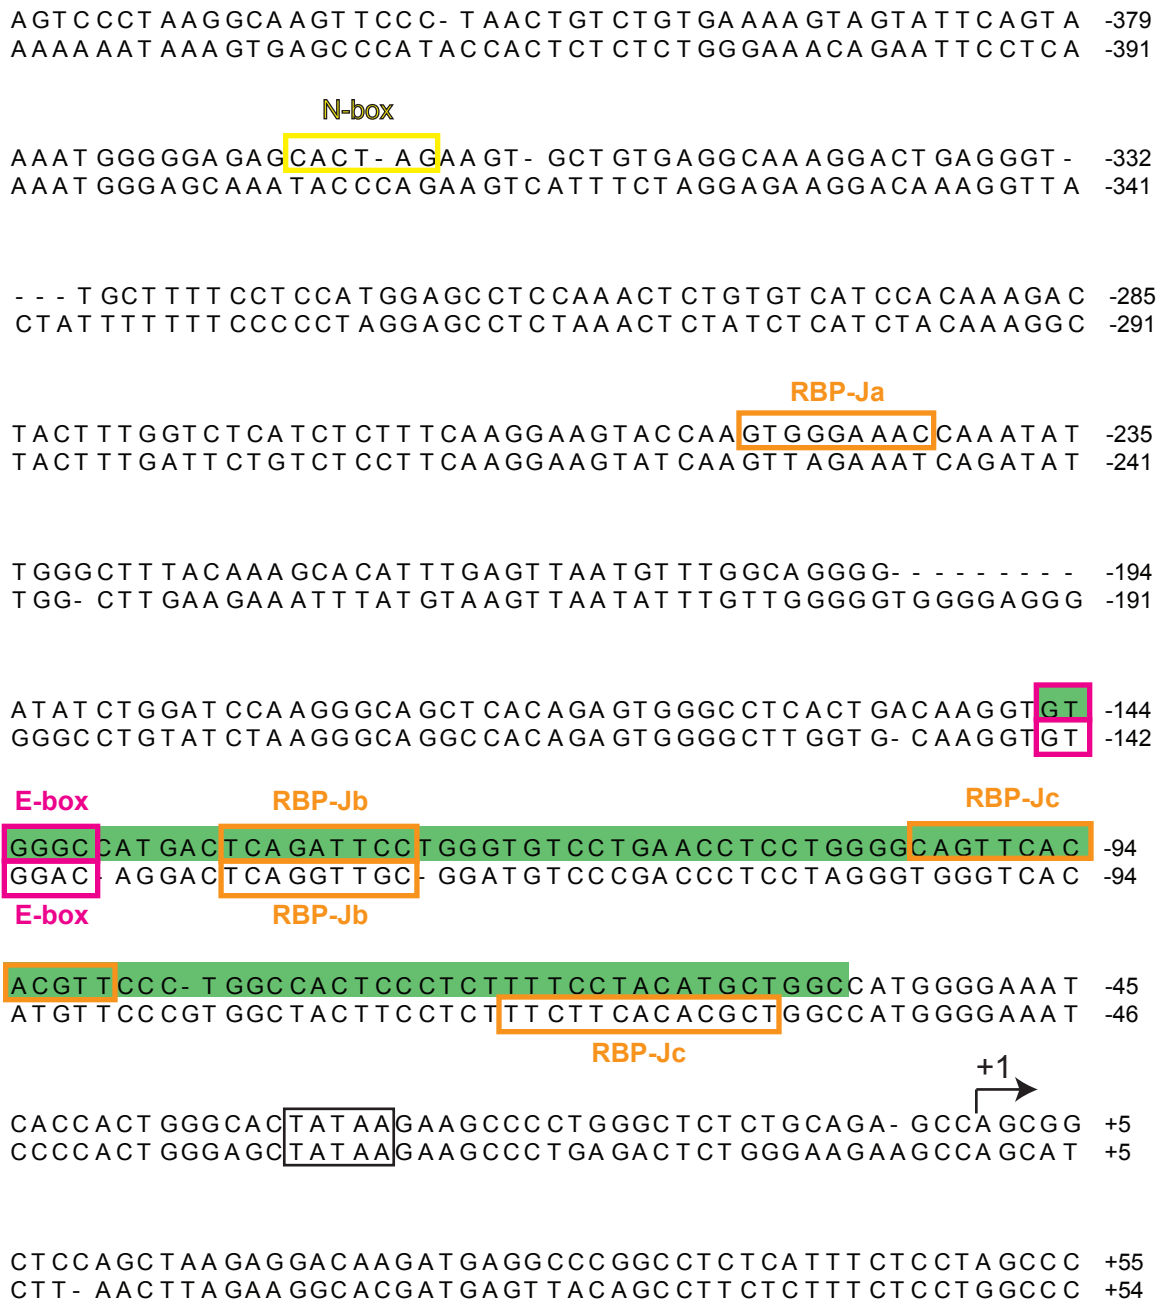 AGTCCCTAAGGCAAGTTCCC-TAACTGTCTGTGAAAAGTAGTATTCAGTA -379
AAAAAATAAAGTGAGCCCATACCACTCTCTCTGGGAAACAGAATTCCTCA -391
N-box
AAATGGGGGAGAGCACT-AGAAGT-GCTGTGAGGCAAAGGACTGAGGGT- -332
AAATGGGAGCAAATACCCAGAAGTCATTTCTAGGAGAAGGACAAAGGTTA -341
---TGCTTTTCCTCCATGGAGCCTCCAAACTCTGTGTCATCCACAAAGAC -285
CTATTTTTTTCCCCCTAGGAGCCTCTAAACTCTATCTCATCTACAAAGGC -291
RBP-Ja
TACTTTGGTCTCATCTCTTTCAAGGAAGTACCAAGTGGGAAACCAAATAT -235
TACTTTGATTCTGTCTCCTTCAAGGAAGTATCAAGTTAGAAATCAGATAT -241
TGGGCTTTACAAAGCACATTTGAGTTAATGTTTGGCAGGGG--------- -194
TGG-CTTGAAGAAATTTATGTAAGTTAATATTTGTTGGGGGTGGGGAGGG -191
ATATCTGGATCCAAGGGCAGCTCACAGAGTGGGCCTCACTGACAAGGTGT -144
GGGCCTGTATCTAAGGGCAGGCCACAGAGTGGGGCTTGGTG-CAAGGTGT -142
E-box RBP-Jb RBP-Jc
GGGCCATGACTCAGATTCCTGGGTGTCCTGAACCTCCTGGGGCAGTTCAC -94
GGAC-AGGACTCAGGTTGC-GGATGTCCCGACCCTCCTAGGGTGGGTCAC -94
E-box RBP-Jb
ACGTTCCC-TGGCCACTCCCTCTTTTCCTACATGCTGGCCATGGGGAAAT -45
ATGTTCCCGTGGCTACTTCCTCTTTCTTCACACGCTGGCCATGGGGAAAT -46
RBP-Jc
+1
CACCACTGGGCACTATAAGAAGCCCCTGGGCTCTCTGCAGA-GCCAGCGG +5
CCCCACTGGGAGCTATAAGAAGCCCTGAGACTCTGGGAAGAAGCCAGCAT +5
CTCCAGCTAAGAGGACAAGATGAGGCCCGGCCTCTCATTTCTCCTAGCCC +55
CTT-AACTTAGAAGGCACGATGAGTTACAGCCTTCTCTTTCTCCTGGCCC +54